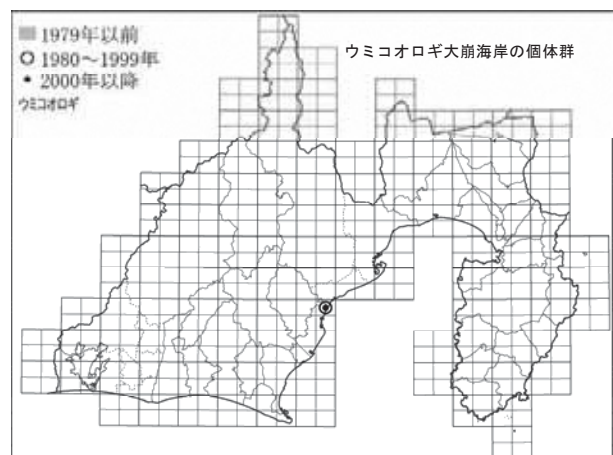 ■ 1979年以前
◎ 1980～1999年
• 2000年以降
ウミコオロギ
ウミコオロギ大崩海岸の個体群